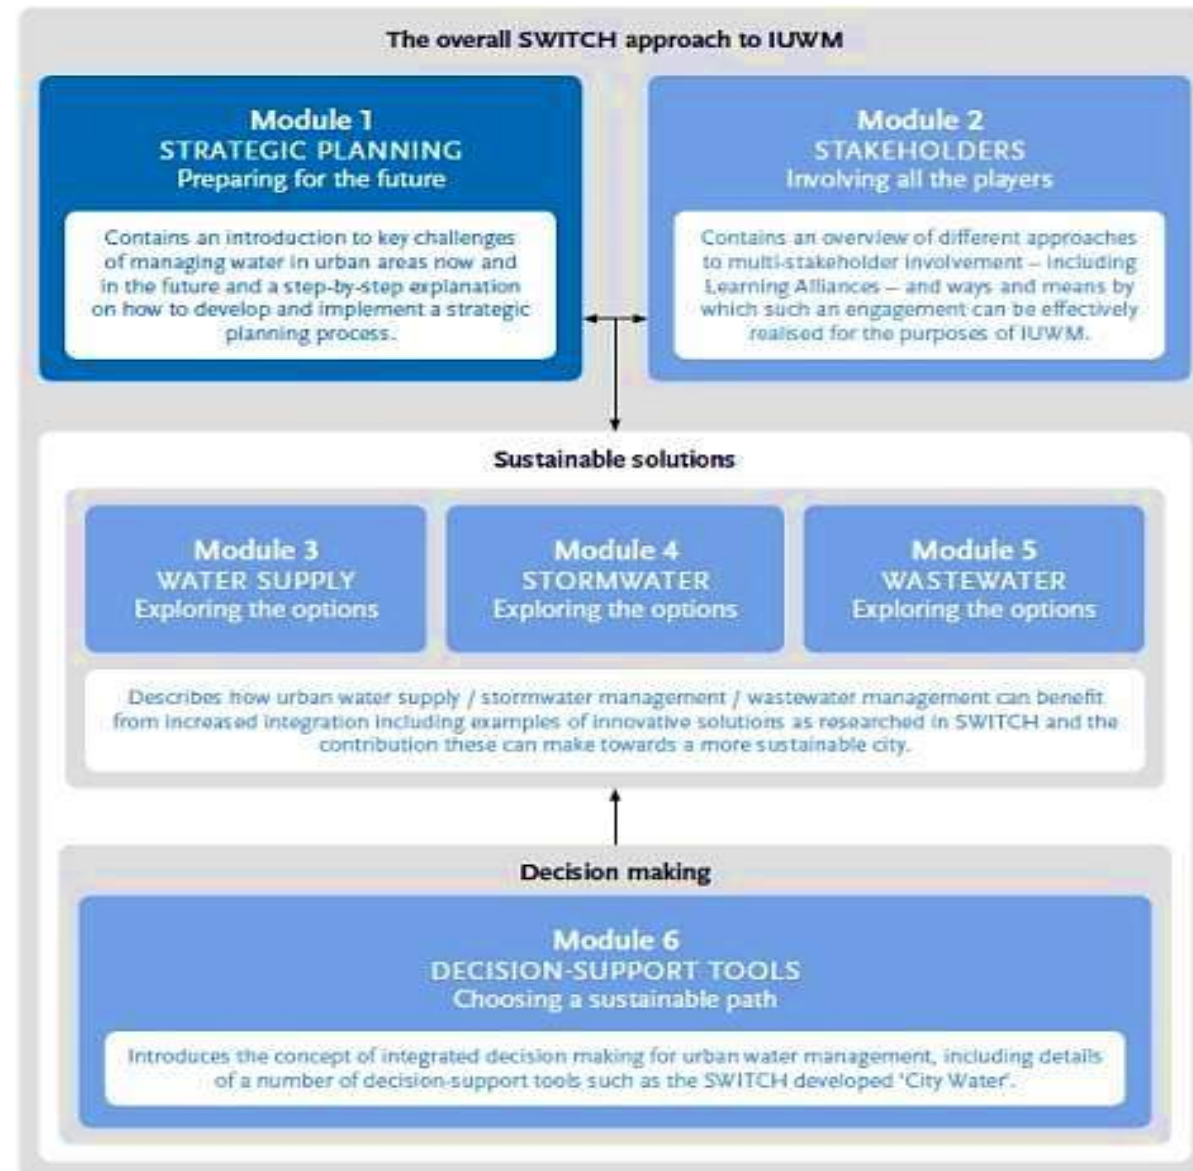 The overall SWITCH approach to IUWM
Module 1
STRATEGIC PLANNING
Preparing for the future
Contains an introduction to key challenges
of managing water in urban areas now and
in the future and a step-by-step explanation
on how to develop and implement a strategic
planning process.
Module 2
STAKEHOLDERS
Involving all the players
Contains an overview of different approaches
to multi-stakeholder involvement – including
Learning Alliances – and ways and means by
which such an engagement can be effectively
realised for the purposes of IUWM.
Sustainable solutions
Module 3
WATER SUPPLY
Exploring the options
Module 4
STORMWATER
Exploring the options
Module 5
WASTEWATER
Exploring the options
Describes how urban water supply / stormwater management / wastewater management can benefit
from increased integration including examples of innovative solutions as researched in SWITCH and the
contribution these can make towards a more sustainable city.
Decision making
Module 6
DECISION-SUPPORT TOOLS
Choosing a sustainable path
Introduces the concept of integrated decision making for urban water management, including details
of a number of decision-support tools such as the SWITCH developed 'City Water'.